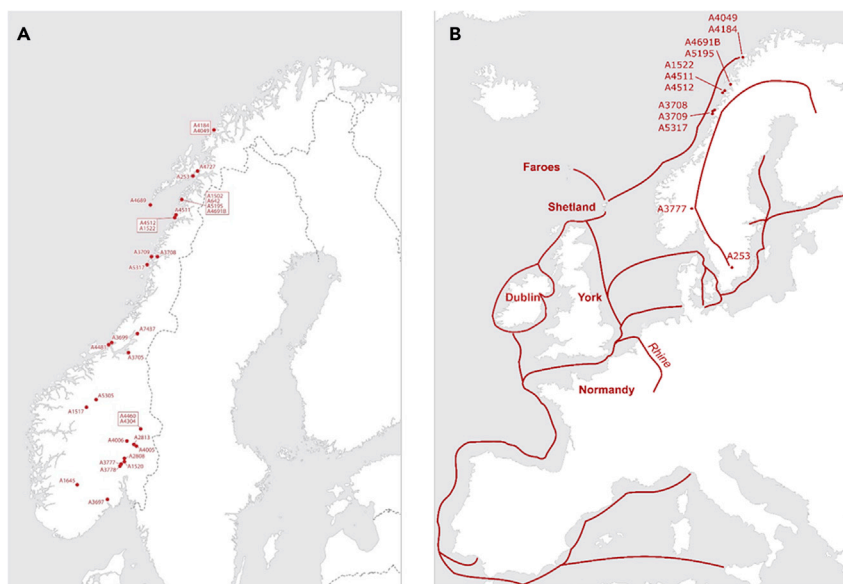 A
A4184
A4049
A4727
A253
A1502
A642
A5195
A4691B
A4689
A4511
A4512
A1522
A3709
A3708
A5317
A7437
A3699
A4481
A3705
A5305
A1517
A4460
A4304
A4006
A2813
A4005
A2808
A3777
A3778
A1520
A1645
A3697
B
A4049
A4184
A4691B
A5195
A1522
A4511
A4512
A3708
A3709
A5317
Faroes
Shetland
A3777
A253
Dublin
York
Rhine
Normandy